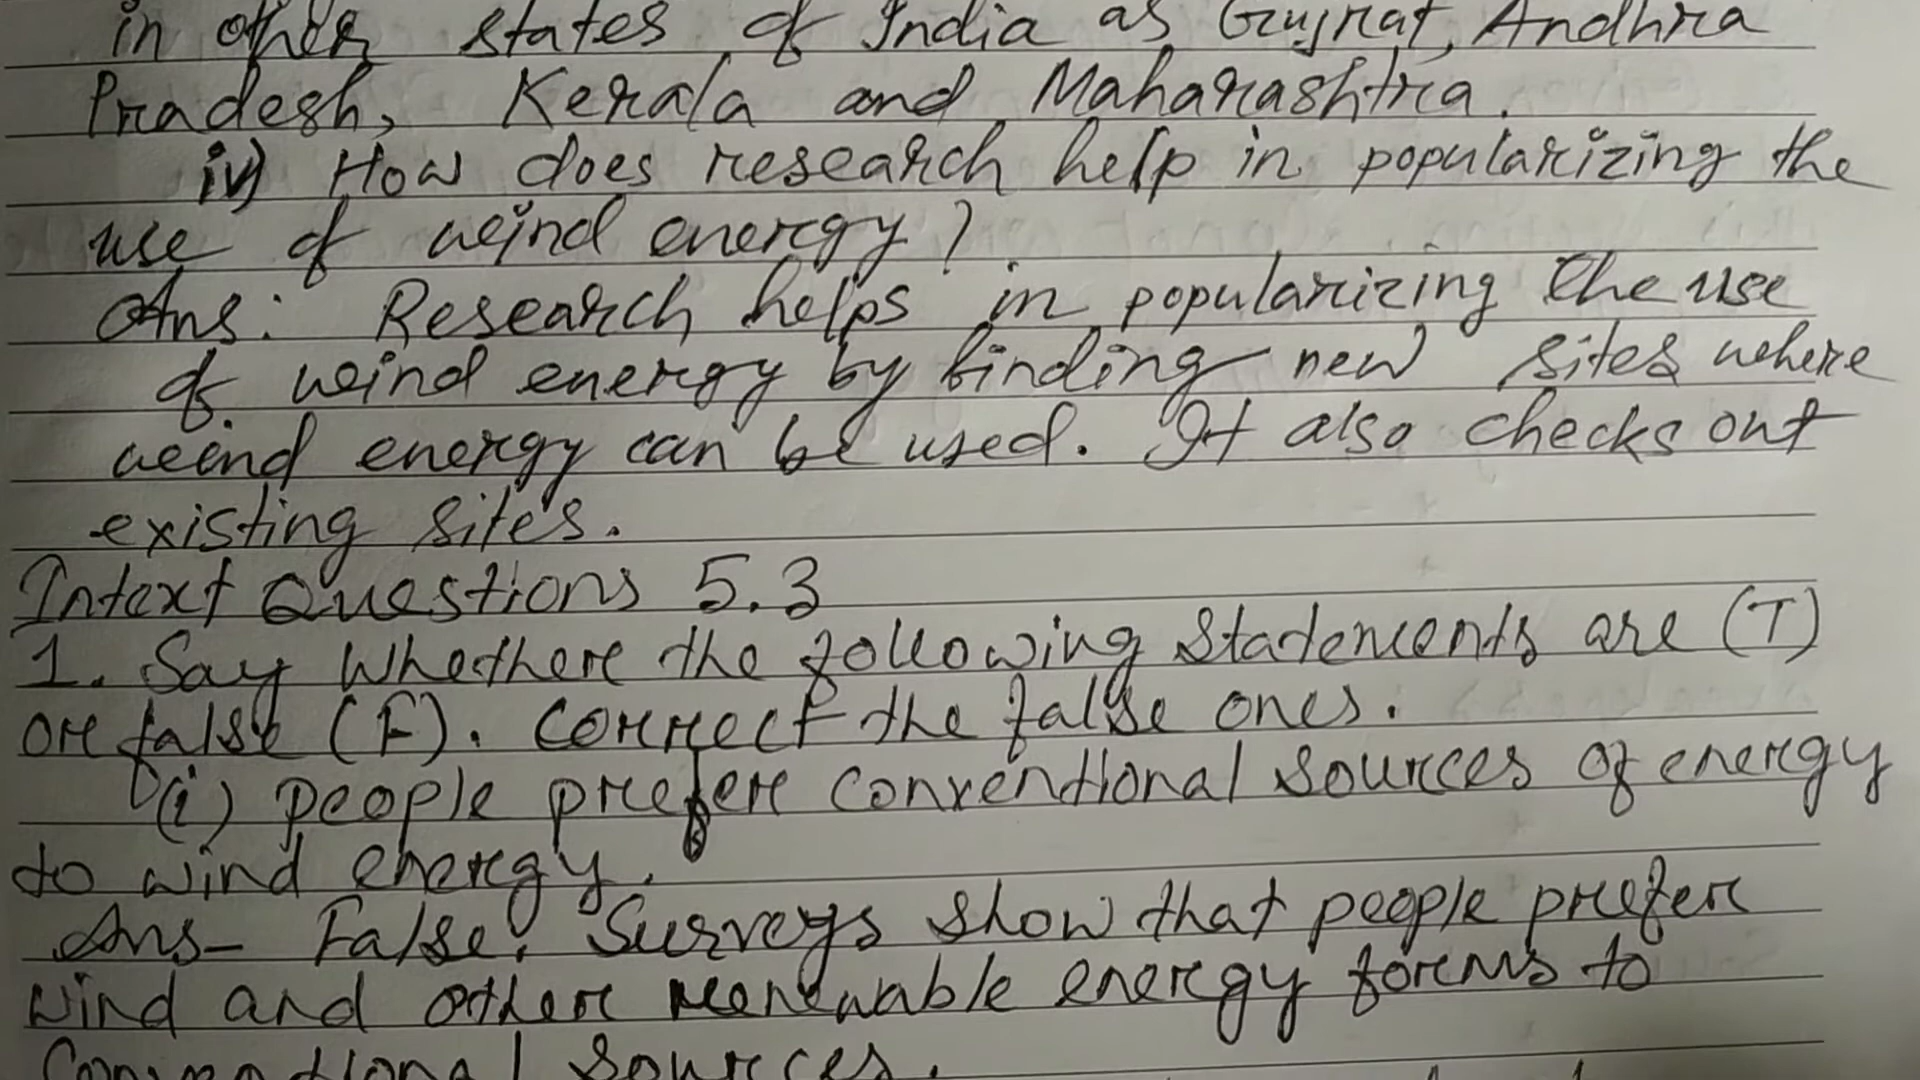 in other states of India as Gujrat, Andhra
Pradesh, Kerala and Maharashtra.
iv) How does research help in popularizing the
use of wind energy?
Ans: Research helps in popularizing the use
of wind energy by finding new sites where
wind energy can be used. It also checks out
existing sites.
Intext Questions 5.3
1. Say Whether the following Statements are (T)
or false (F). Correct the false ones.
(i) People prefer conventional sources of energy
to wind energy.
Ans- False. Surveys show that people prefer
wind and other renewable energy forms to
Conventional sources.